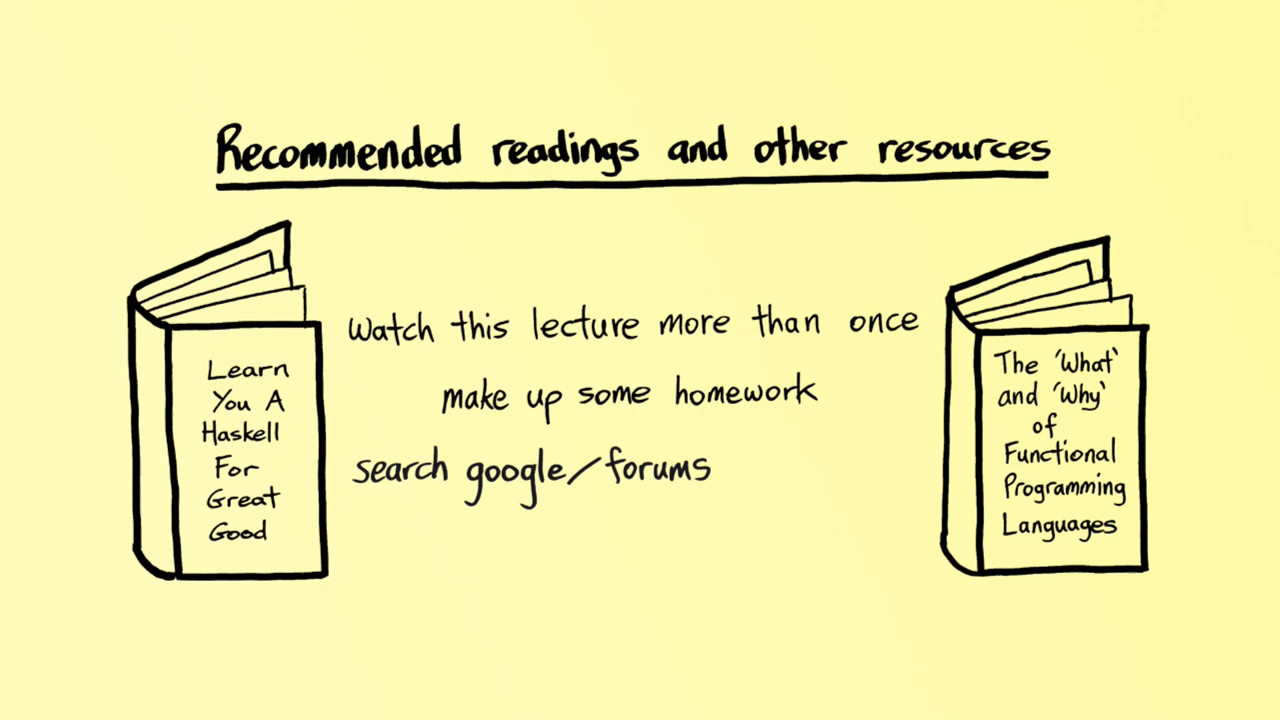 Recommended readings and other resources
Learn
You A
Haskell
For
Great
Good
watch this lecture more than once
make up some homework
search google/forums
The 'What'
and 'Why'
of
Functional
Programming
Languages